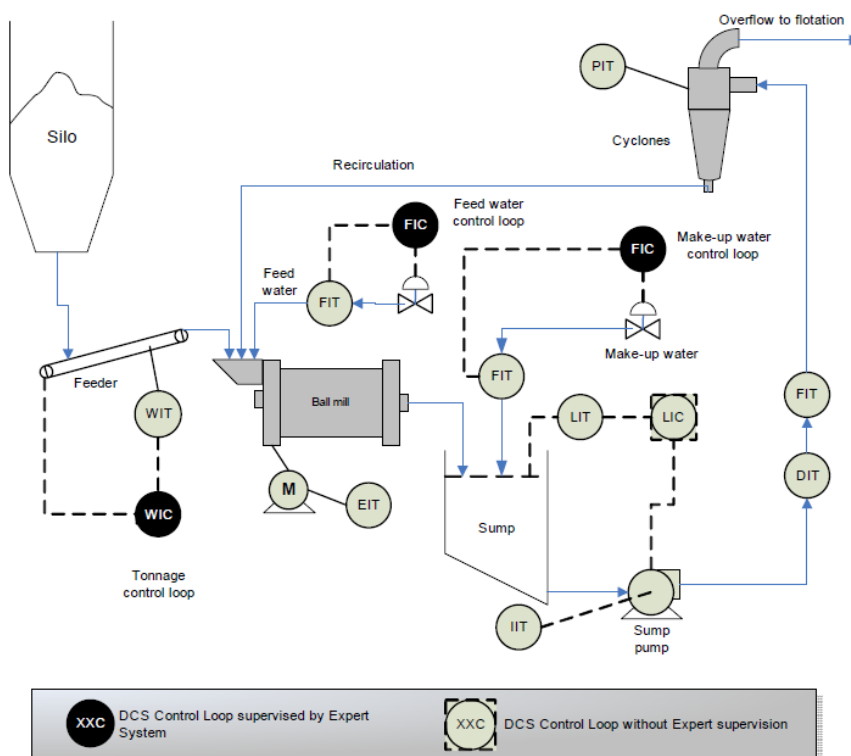 Overflow to flotation
PIT
Silo
Cyclones
Recirculation
FIC
Feed water
control loop
FIC
Make-up water
control loop
Feed
water
FIT
Make-up water
Feeder
FIT
FIT
WIT
Ball mill
LIT
LIC
DIT
M
EIT
WIC
Sump
Tonnage
control loop
IIT
Sump
pump
XXC
DCS Control Loop supervised by Expert
System
XXC
DCS Control Loop without Expert supervision